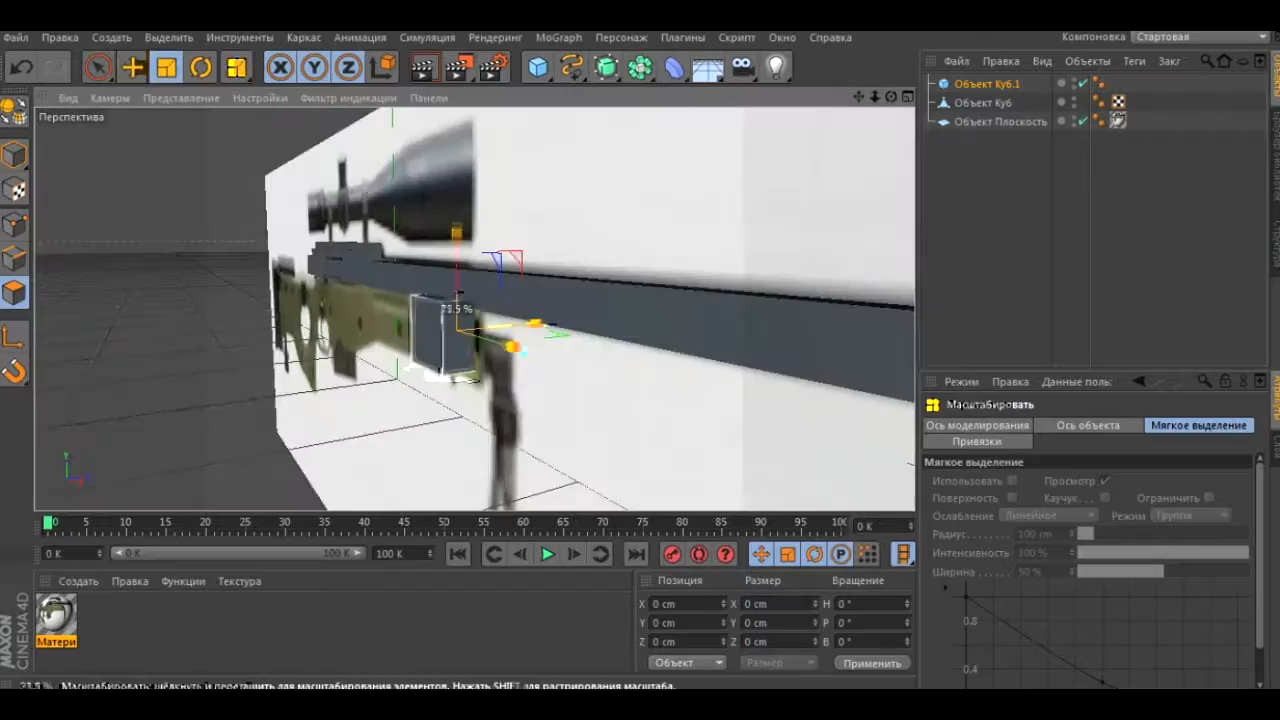 Файл Правка Создать Выделить Инструменты Каркас Анимация Симуляция Рендеринг MoGraph Персонаж Плагины Скрипт Окно Справка Компоновка Стартовая
X Y Z
Файл Правка Вид Объекты Теги Закл
Объект Куб.1
Объект Куб
Объект Плоскость
Вид Камеры Представление Настройки Фильтр индикации Панели
Перспектива
Y
Режим Правка Данные поль:
Масштабировать
Ось моделирования Ось объекта Мягкое выделение
Привязки
Мягкое выделение
Использовать Просмотр
Поверхность Каучук . . . Ограничить
Ослабление Линейное Режим Группа
Радиус . . . . . . . . 100 cm
Интенсивность 100 %
Ширина . . . . . . 50 %
0.8
0.4
0 5 10 15 20 25 30 35 40 45 50 55 60 65 70 75 80 85 90 95 100 0 K
0 K 0 K 100 K 100 K
P
Создать Правка Функции Текстура
Матери
MAXON
CINEMA4D
Позиция Размер Вращение
X 0 cm X 0 cm H 0 °
Y 0 cm Y 0 cm P 0 °
Z 0 cm Z 0 cm B 0 °
Объект Размер Применить
Масштабировать: щёлкнуть и перетащить для масштабирования элементов. Нажать SHIFT для растрирования масштаба.